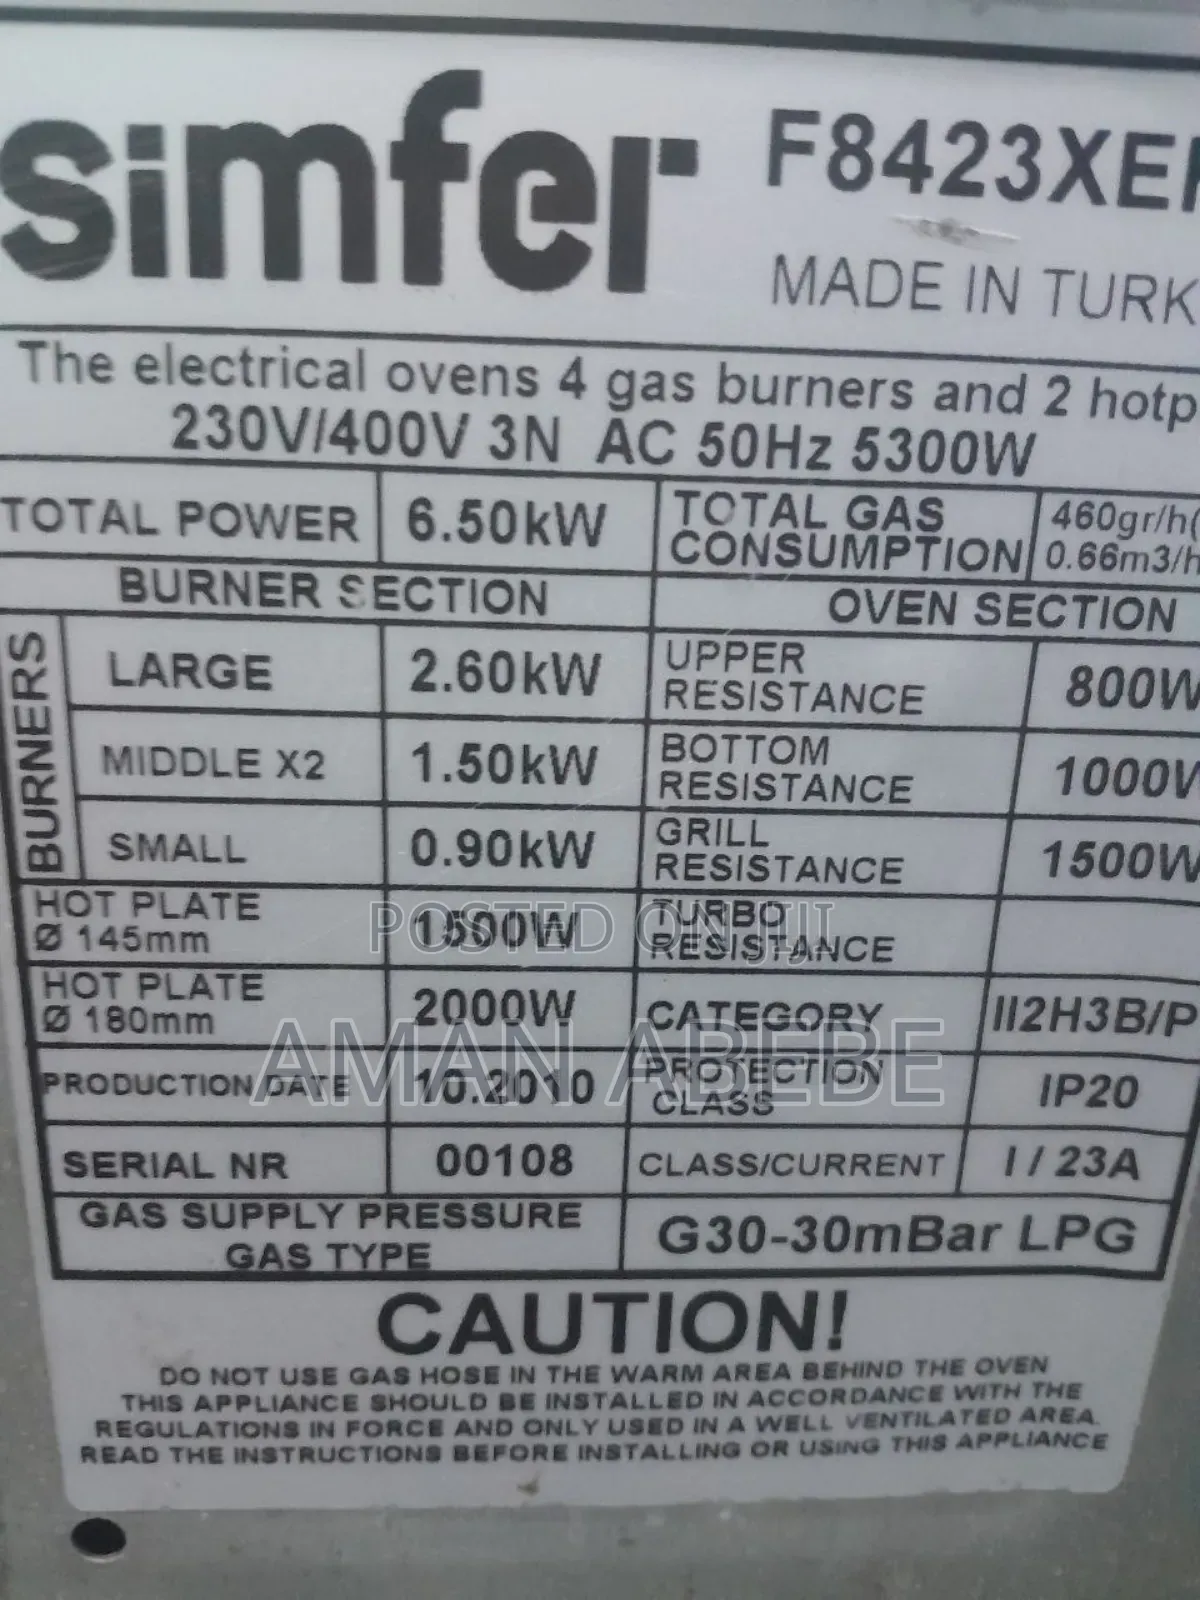 simfer F8423XE
MADE IN TURK
The electrical ovens 4 gas burners and 2 hotp
230V/400V 3N AC 50Hz 5300W
TOTAL POWER 6.50kW
TOTAL GAS CONSUMPTION 460gr/h(
0.66m3/h
BURNER SECTION
OVEN SECTION
BURNERS
LARGE 2.60kW
UPPER RESISTANCE 800W
MIDDLE X2 1.50kW
BOTTOM RESISTANCE 1000W
SMALL 0.90kW
GRILL RESISTANCE 1500W
HOT PLATE Ø 145mm 1500W
TURBO RESISTANCE
POSTED ON JIJI
HOT PLATE Ø 180mm 2000W
CATEGORY II2H3B/P
AMAN ABEBE
PRODUCTION DATE 10.2010
PROTECTION CLASS IP20
SERIAL NR 00108
CLASS/CURRENT I / 23A
GAS SUPPLY PRESSURE
GAS TYPE
G30-30mBar LPG
CAUTION!
DO NOT USE GAS HOSE IN THE WARM AREA BEHIND THE OVEN
THIS APPLIANCE SHOULD BE INSTALLED IN ACCORDANCE WITH THE
REGULATIONS IN FORCE AND ONLY USED IN A WELL VENTILATED AREA.
READ THE INSTRUCTIONS BEFORE INSTALLING OR USING THIS APPLIANCE